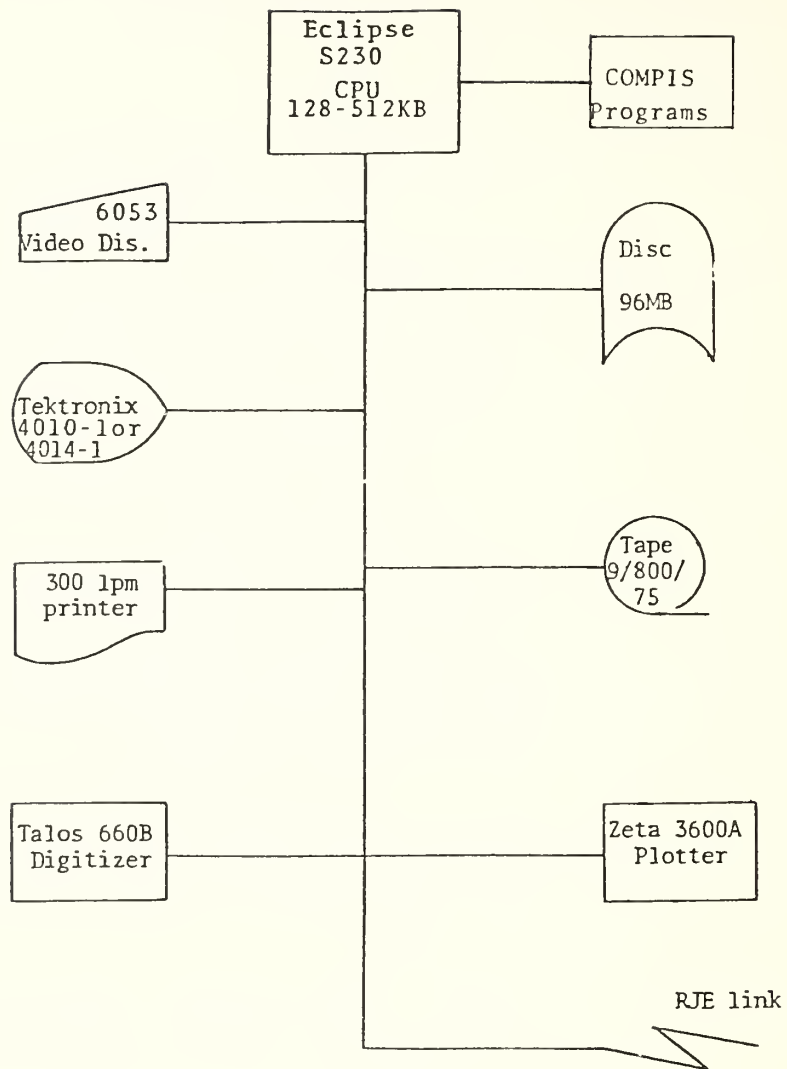 Eclipse
S230
CPU
128-512KB
COMPIS
Programs
6053
Video Dis.
Disc
96MB
Tektronix
4010-1or
4014-1
Tape
9/800/
75
300 lpm
printer
Talos 660B
Digitizer
Zeta 3600A
Plotter
RJE link